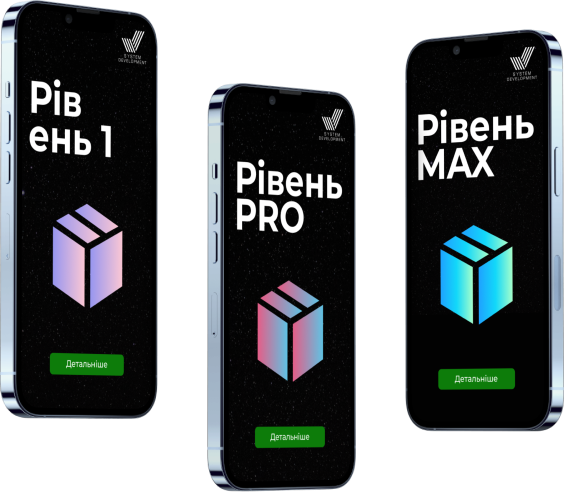 SYSTEM
DEVELOPMENT
Рів
ень 1
Детальніше
SYSTEM
DEVELOPMENT
Рівень
PRO
Детальніше
SYSTEM
DEVELOPMENT
Рівень
MAX
Детальніше